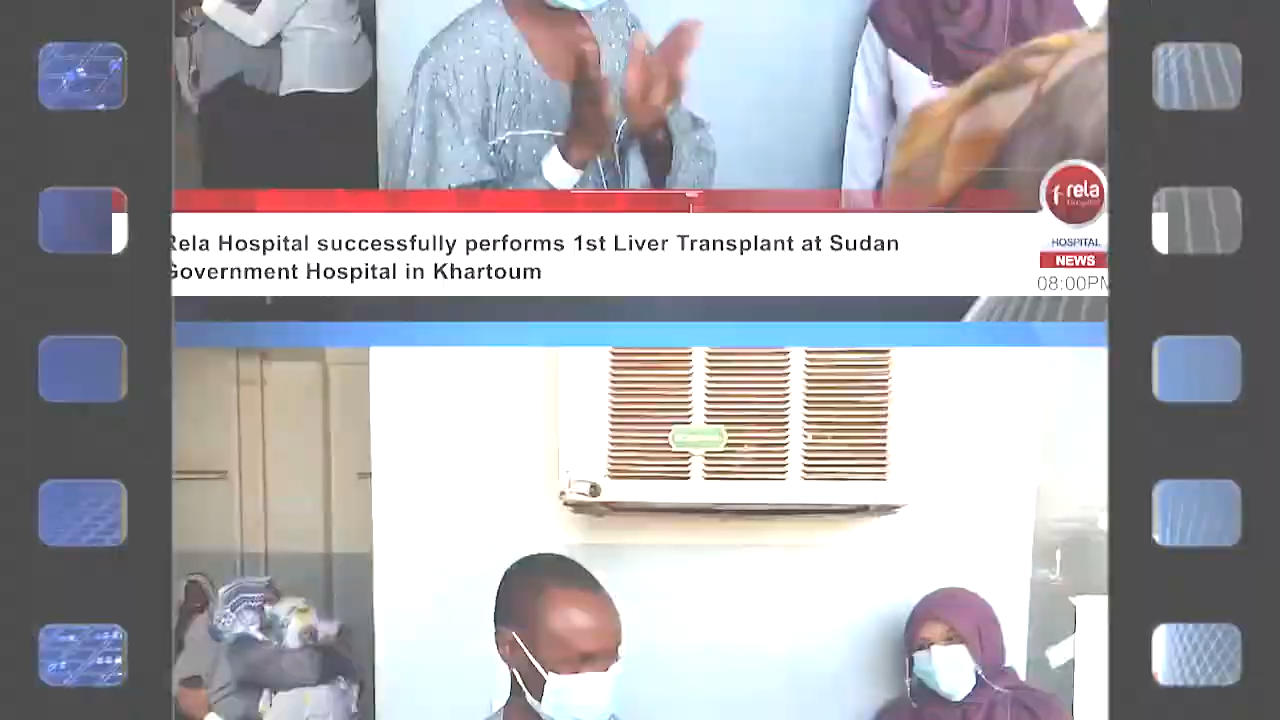 rela
Rela Hospital successfully performs 1st Liver Transplant at Sudan
Government Hospital in Khartoum
HOSPITAL
NEWS
08:00PM